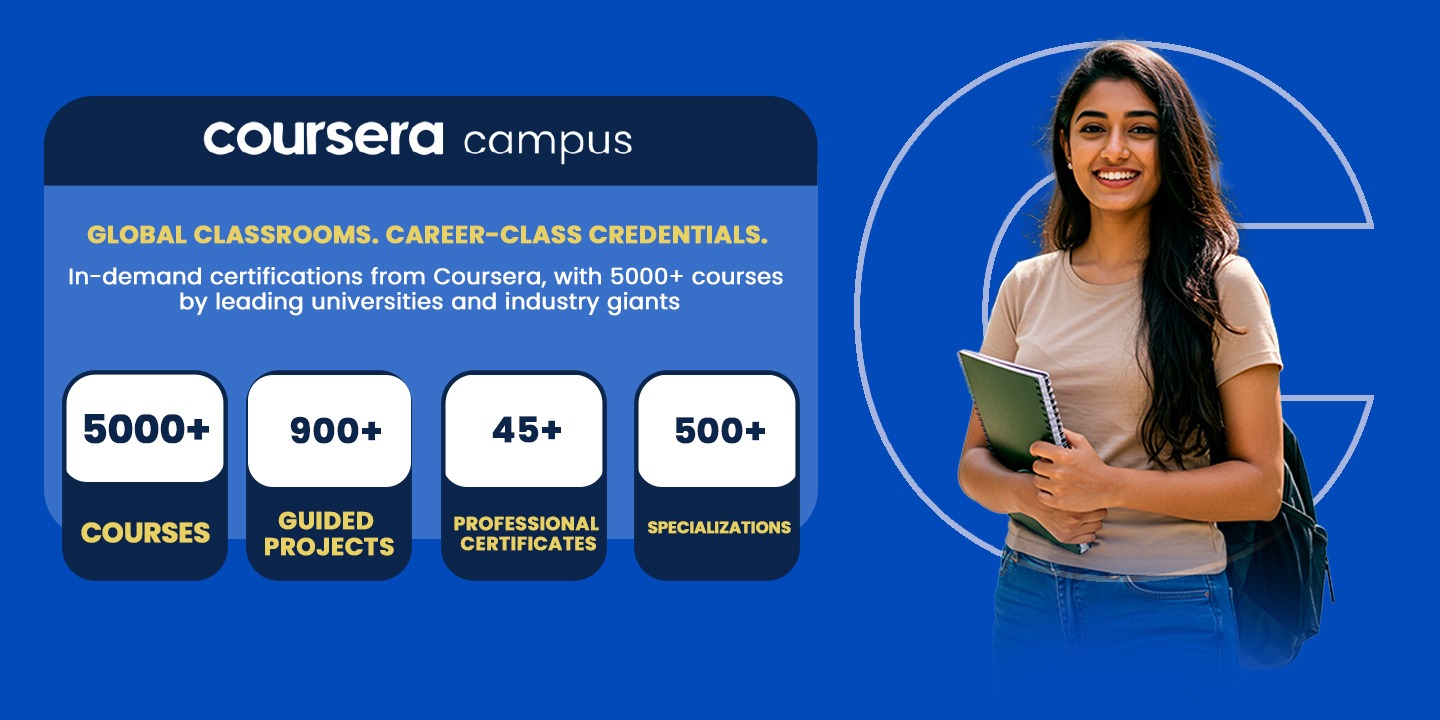 coursera campus
GLOBAL CLASSROOMS. CAREER-CLASS CREDENTIALS.
In-demand certifications from Coursera, with 5000+ courses
by leading universities and industry giants
5000+
COURSES
900+
GUIDED
PROJECTS
45+
PROFESSIONAL
CERTIFICATES
500+
SPECIALIZATIONS